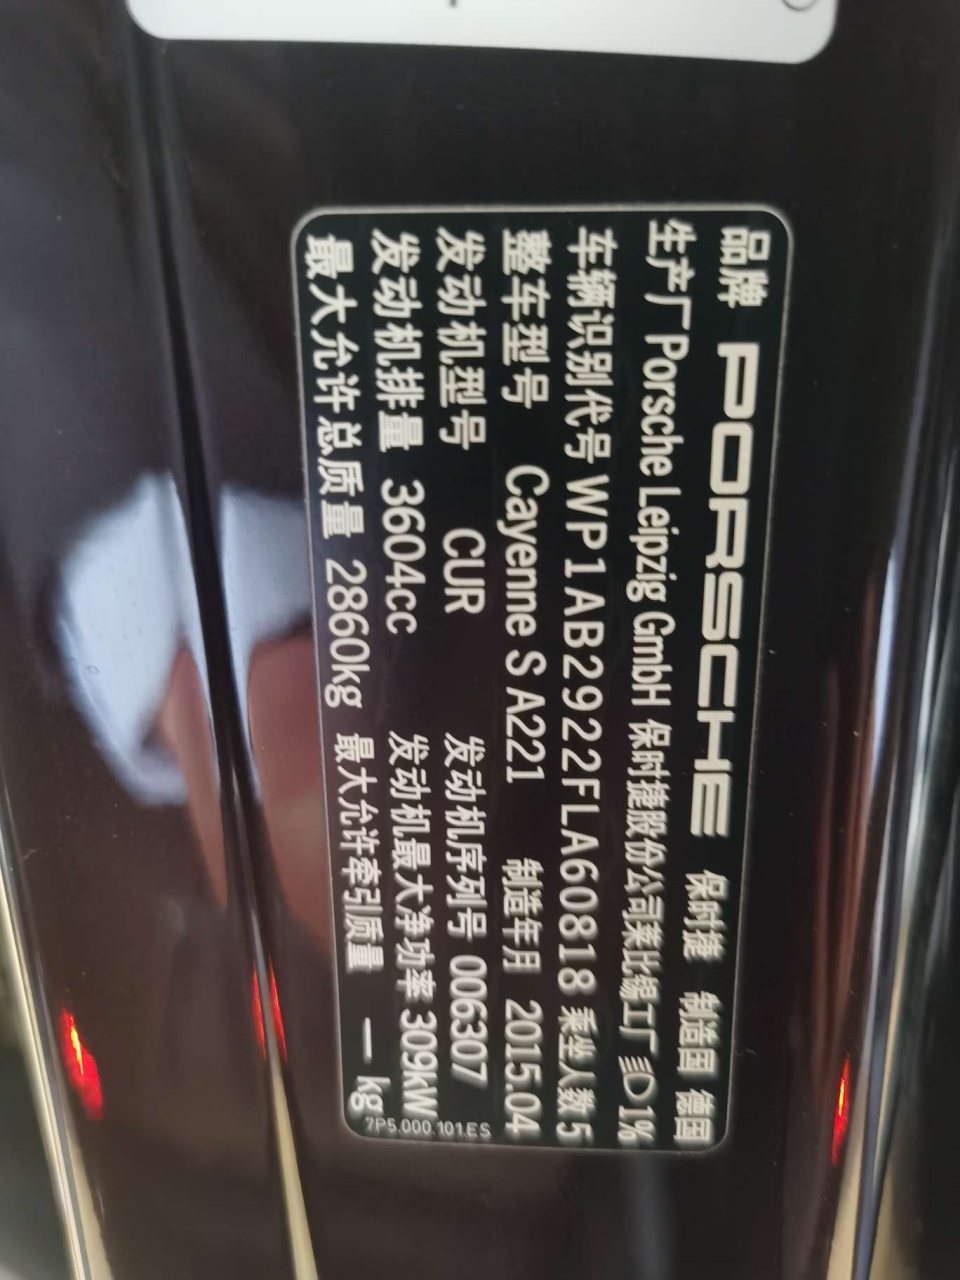 品牌 PORSCHE 保时捷 制造国 德国
生产厂 Porsche Leipzig GmbH 保时捷股份公司莱比锡工厂 1%
车辆识别代号 WP1AB2922FLA60818 乘坐人数 5
整车型号 Cayenne S A221 制造年月 2015.04
发动机型号 CUR 发动机序列号 006307
发动机排量 3604cc 发动机最大净功率 309kW
最大允许总质量 2860kg 最大允许牵引质量 — kg
7P5.000.101.ES